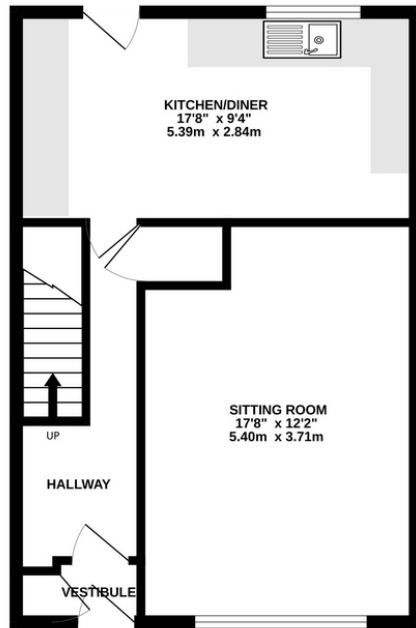 KITCHEN/DINER
17'8" x 9'4"
5.39m x 2.84m
SITTING ROOM
17'8" x 12'2"
5.40m x 3.71m
UP
HALLWAY
VESTIBULE